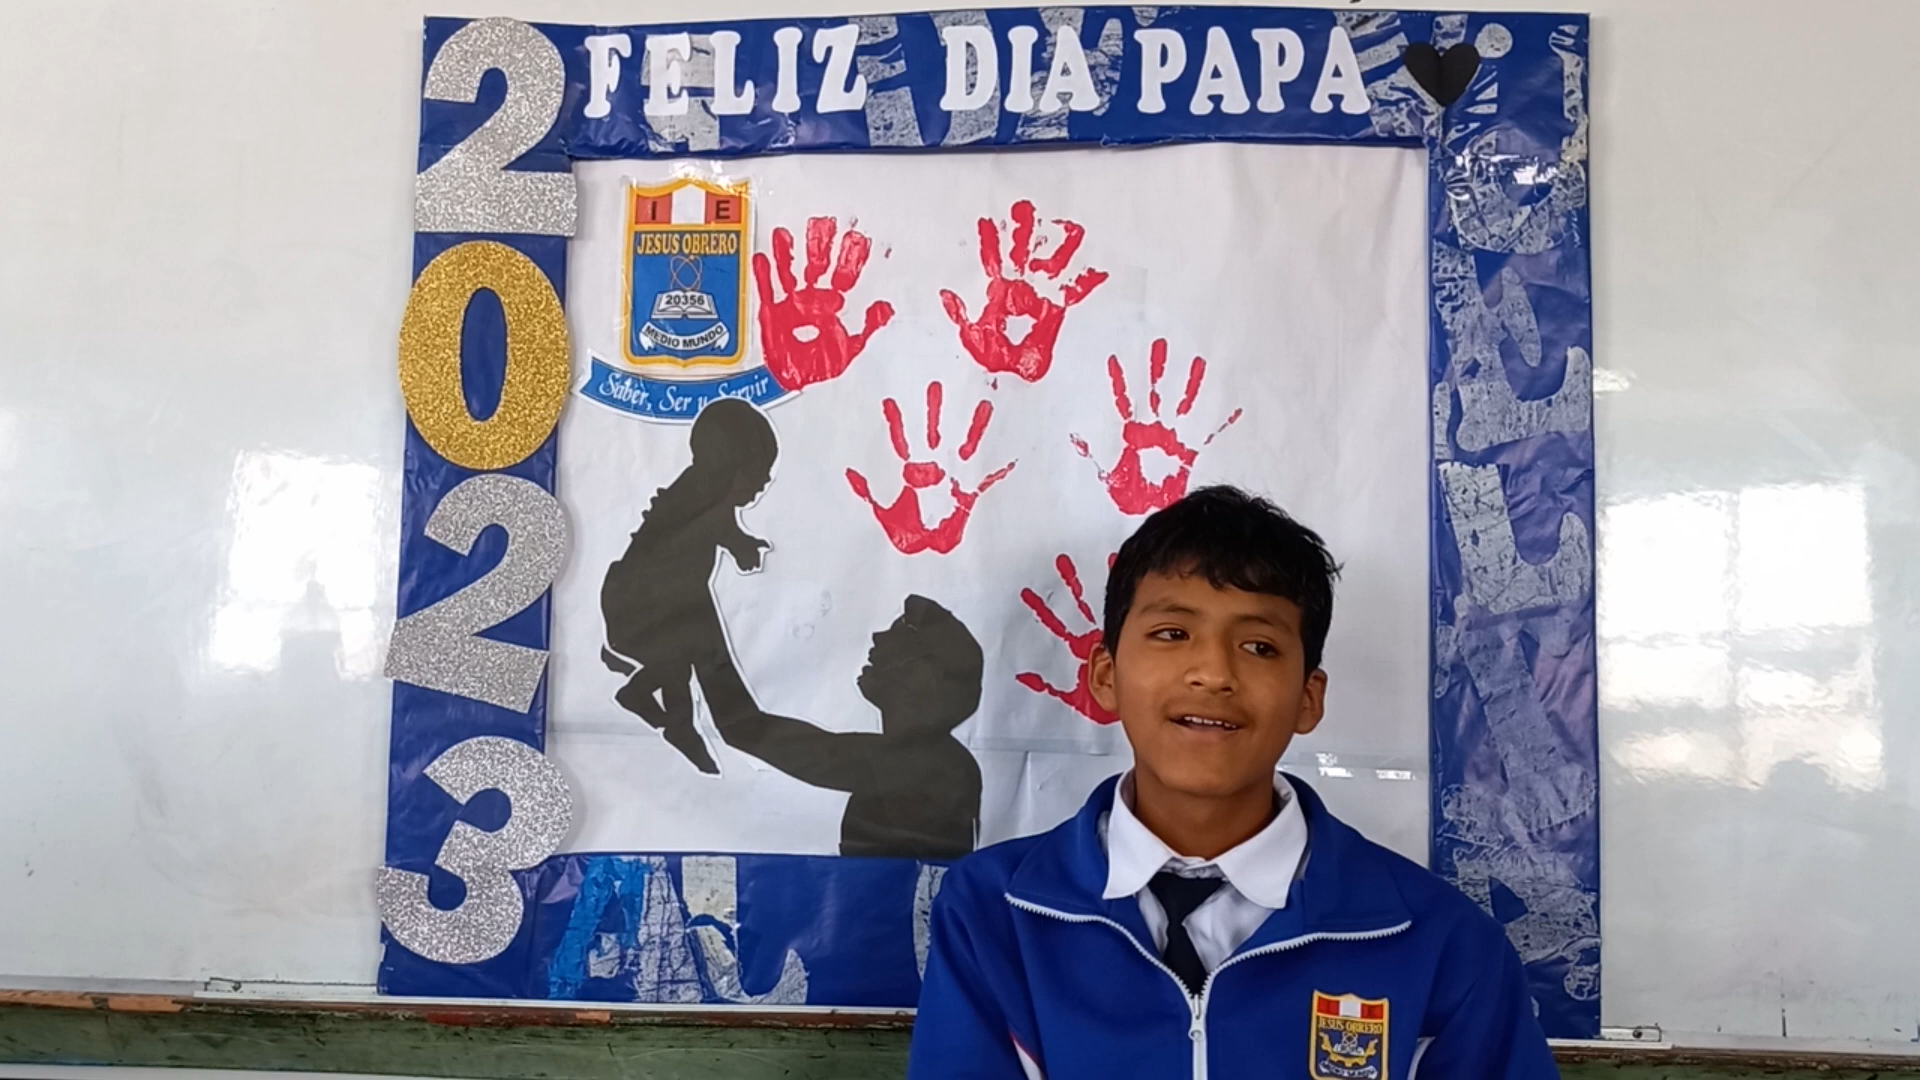 FELIZ DIA PAPA
2023
I E
JESUS OBRERO
20356
MEDIO MUNDO
Saber, Ser y Servir
JESUS OBRERO